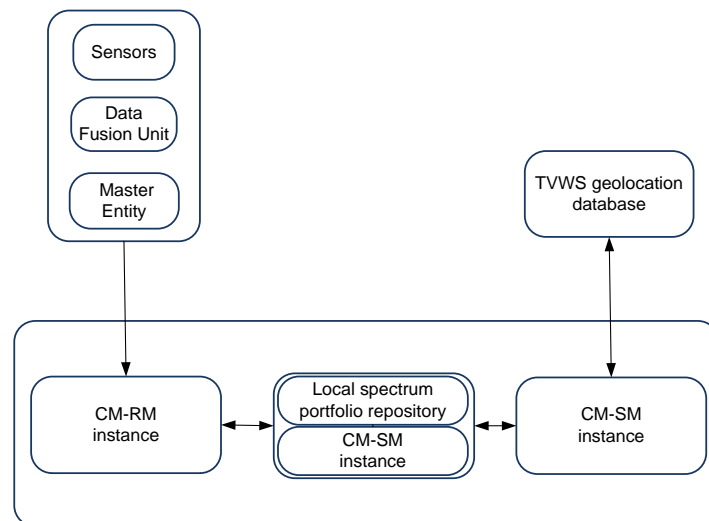 Sensors
Data
Fusion Unit
Master
Entity
TVWS geolocation
database
CM-RM
instance
Local spectrum
portfolio repository
CM-SM
instance
CM-SM
instance